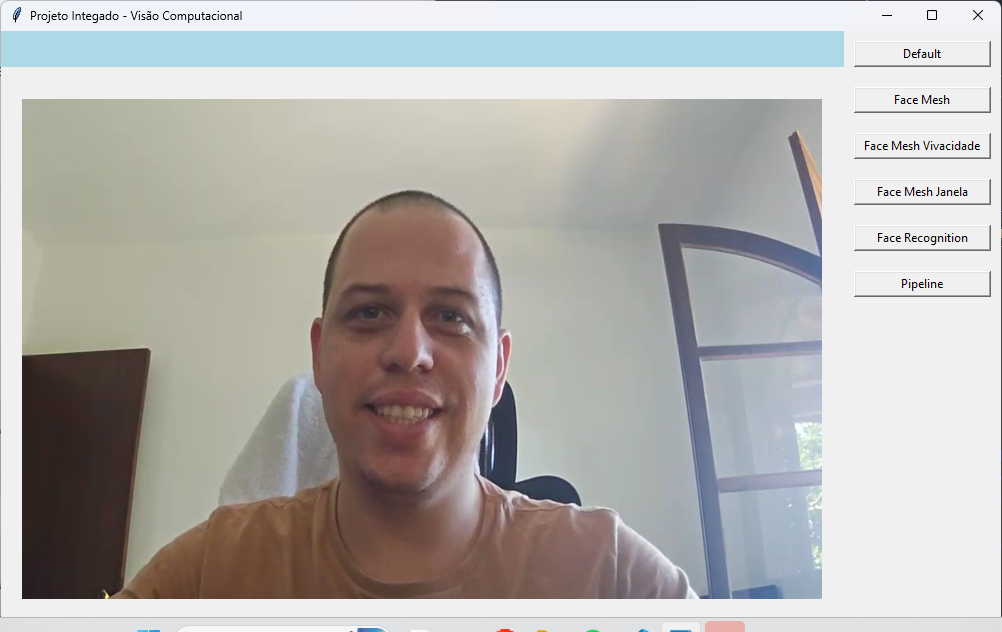 Projeto Integado - Visão Computacional
Default
Face Mesh
Face Mesh Vivacidade
Face Mesh Janela
Face Recognition
Pipeline